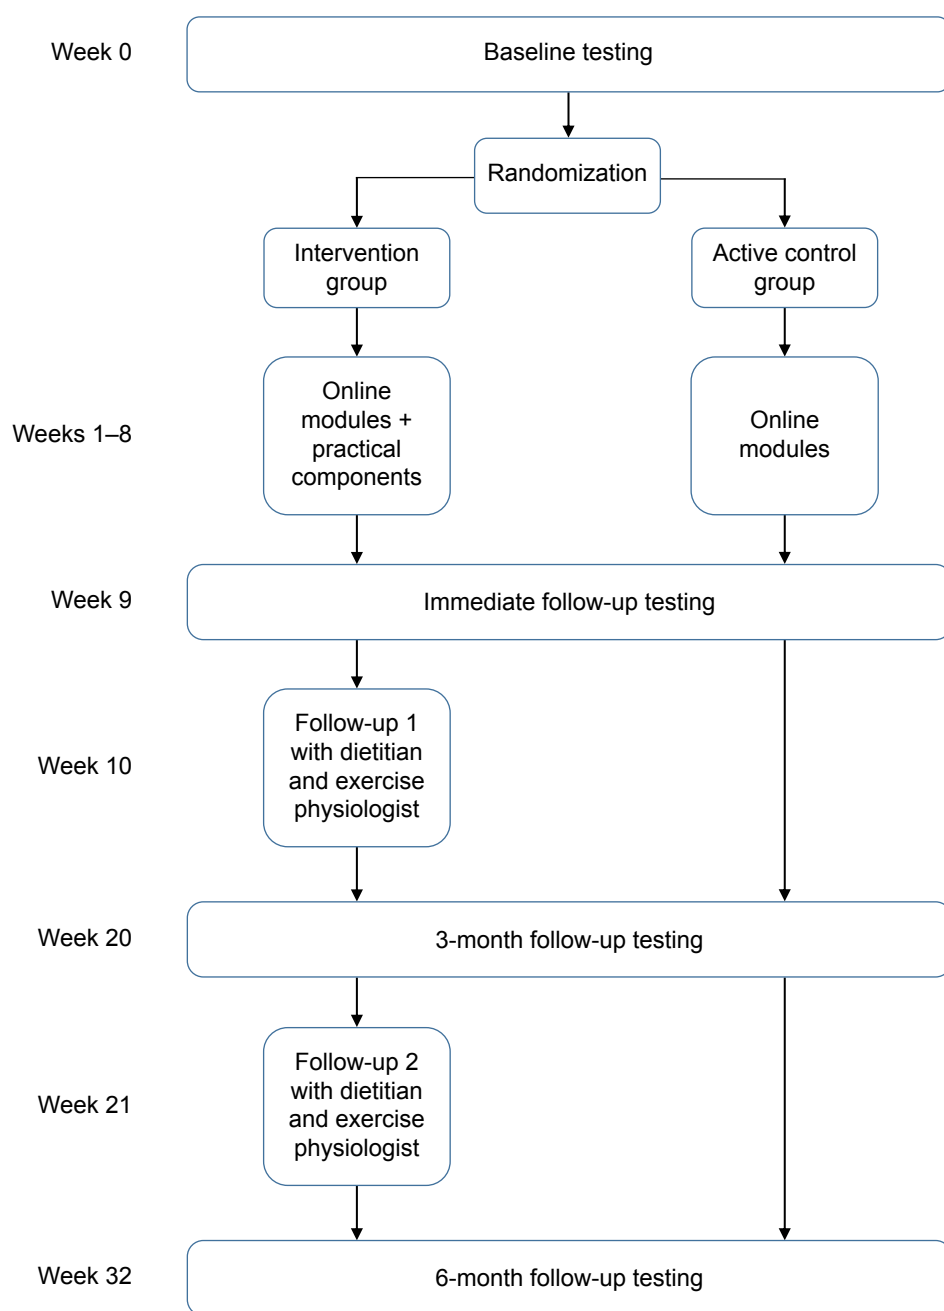 Week 0
Baseline testing
Randomization
Intervention
group
Active control
group
Weeks 1–8
Online
modules +
practical
components
Online
modules
Week 9
Immediate follow-up testing
Week 10
Follow-up 1
with dietitian
and exercise
physiologist
Week 20
3-month follow-up testing
Week 21
Follow-up 2
with dietitian
and exercise
physiologist
Week 32
6-month follow-up testing